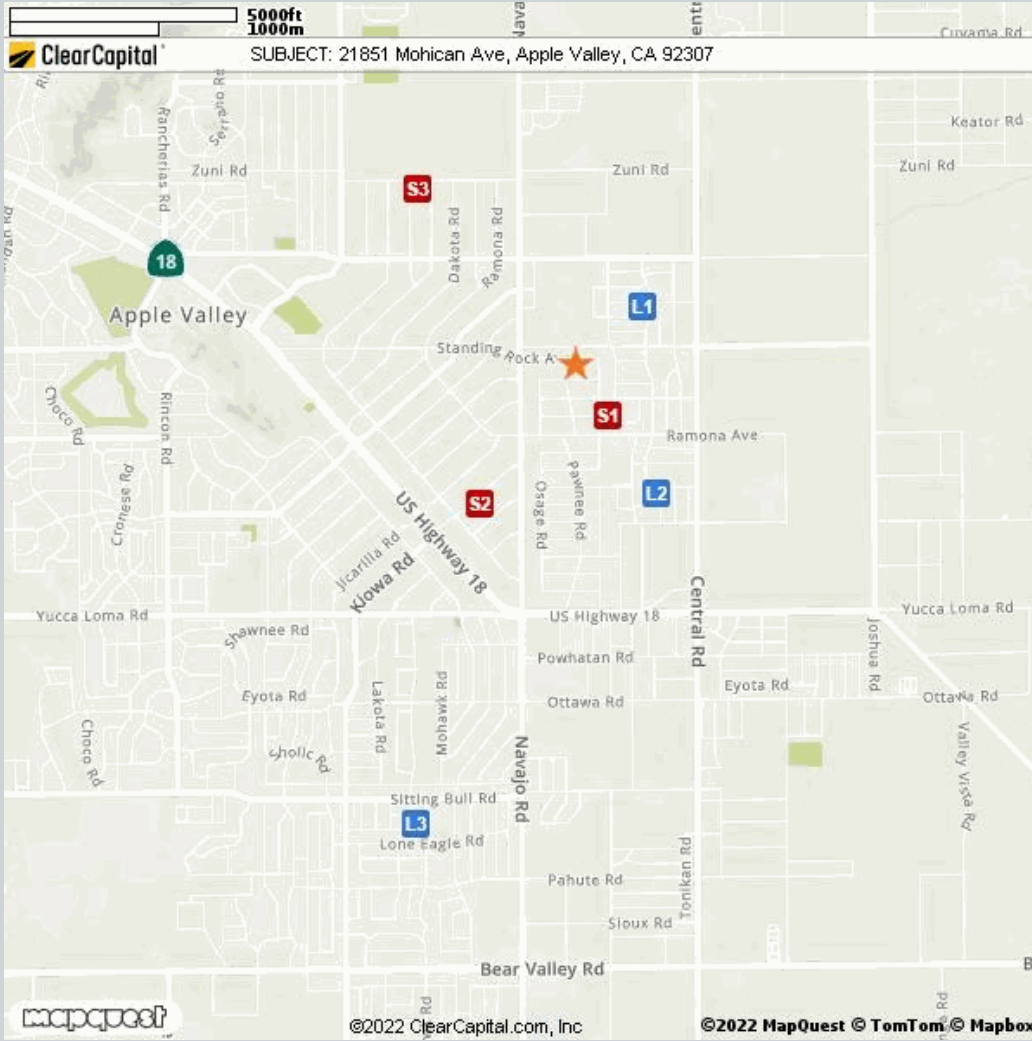 5000ft
1000m
ClearCapital
SUBJECT: 21851 Mohican Ave, Apple Valley, CA 92307
Cuyama Rd
Rancherias Rd
Serrano Rd
Keator Rd
Zuni Rd
Zuni Rd
Zuni Rd
S3
Dakota Rd
Ramona Rd
18
Apple Valley
L1
Standing Rock A
Choco Rd
Rincon Rd
S1
Ramona Ave
Cronese Rd
S2
L2
Osage Rd
Pawnee Rd
US Highway 18
Jicarilla Rd
Kiowa Rd
Central Rd
Yucca Loma Rd
US Highway 18
Yucca Loma Rd
Shawnee Rd
Joshua Rd
Powhatan Rd
Eyota Rd
Eyota Rd
Ottawa Rd
Ottawa Rd
Lakota Rd
Mohawk Rd
Choco Rd
Navajo Rd
Valley Vista Rd
Sitting Bull Rd
L3
Lone Eagle Rd
Tonikan Rd
Pahute Rd
Sioux Rd
Bear Valley Rd
mapquest
©2022 ClearCapital.com, Inc
©2022 MapQuest © TomTom © Mapbox